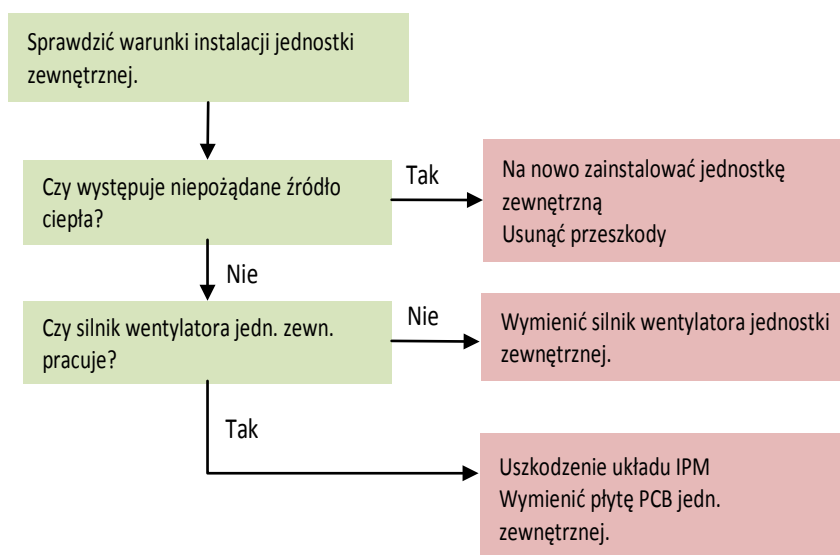 Sprawdzić warunki instalacji jednostki
zewnętrznej.
Czy występuje niepożądane źródło
ciepła?
Tak
Na nowo zainstalować jednostkę
zewnętrzną
Usunąć przeszkody
Nie
Czy silnik wentylatora jedn. zewn.
pracuje?
Nie
Wymienić silnik wentylatora jednostki
zewnętrznej.
Tak
Uszkodzenie układu IPM
Wymienić płytę PCB jedn.
zewnętrznej.